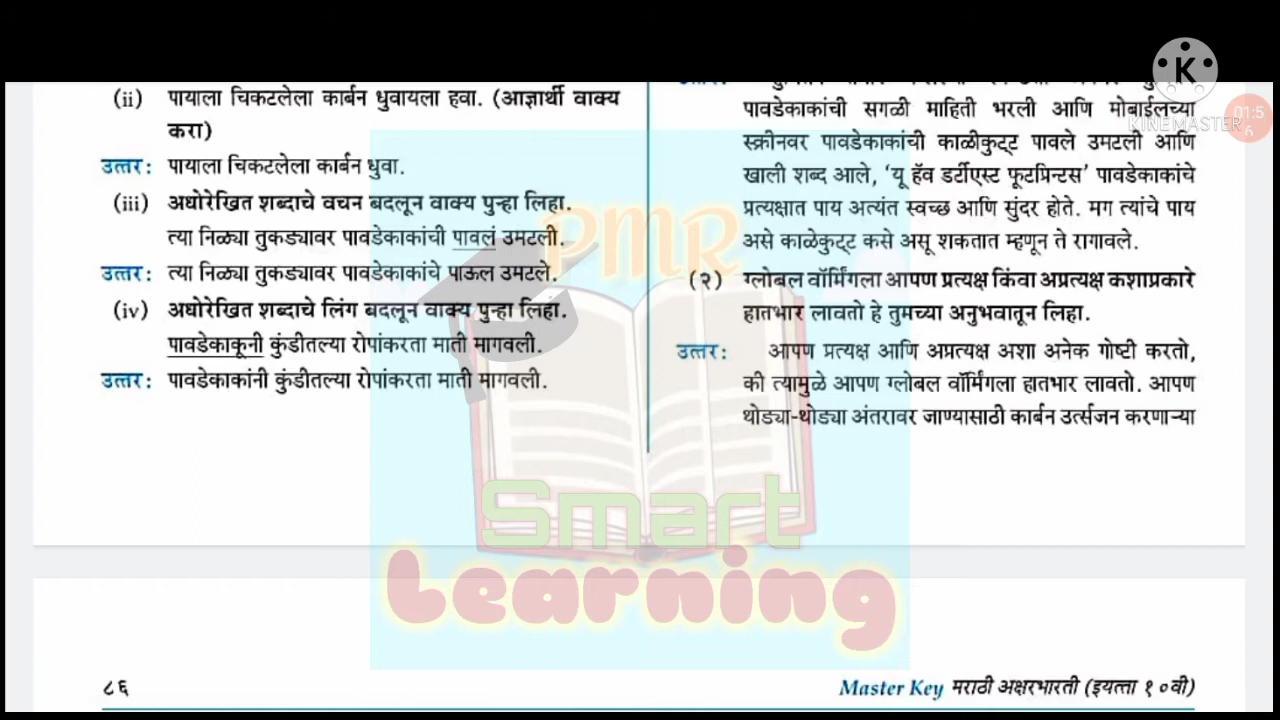 (ii) पायाला चिकटलेला कार्बन धुवायला हवा. (आज्ञार्थी वाक्य
करा)
उत्तर: पायाला चिकटलेला कार्बन धुवा.
(iii) अधोरेखित शब्दाचे वचन बदलून वाक्य पुन्हा लिहा.
त्या निळ्या तुकड्यावर पावडेकाकांची पावलं उमटली.
उत्तर: त्या निळ्या तुकड्यावर पावडेकाकांचे पाऊल उमटले.
(iv) अधोरेखित शब्दाचे लिंग बदलून वाक्य पुन्हा लिहा.
पावडेकाकूनी कुंडीतल्या रोपांकरता माती मागवली.
उत्तर: पावडेकाकांनी कुंडीतल्या रोपांकरता माती मागवली.
पावडेकाकांची सगळी माहिती भरली आणि मोबाईलच्या
स्क्रीनवर पावडेकाकांची काळीकुट्ट पावले उमटली आणि
खाली शब्द आले, ‘यू हॅव डर्टीएस्ट फूटप्रिन्टस’ पावडेकाकांचे
प्रत्यक्षात पाय अत्यंत स्वच्छ आणि सुंदर होते. मग त्यांचे पाय
असे काळेकुट्ट कसे असू शकतात म्हणून ते रागावले.
(२) ग्लोबल वॉर्मिंगला आपण प्रत्यक्ष किंवा अप्रत्यक्ष कशाप्रकारे
हातभार लावतो हे तुमच्या अनुभवातून लिहा.
उत्तर: आपण प्रत्यक्ष आणि अप्रत्यक्ष अशा अनेक गोष्टी करतो,
की त्यामुळे आपण ग्लोबल वॉर्मिंगला हातभार लावतो. आपण
थोड्या-थोड्या अंतरावर जाण्यासाठी कार्बन उर्त्सजन करणाऱ्या
PMR
Smart
Learning
K
KINEMASTER
01:5
6
८६
Master Key मराठी अक्षरभारती (इयत्ता १०वी)